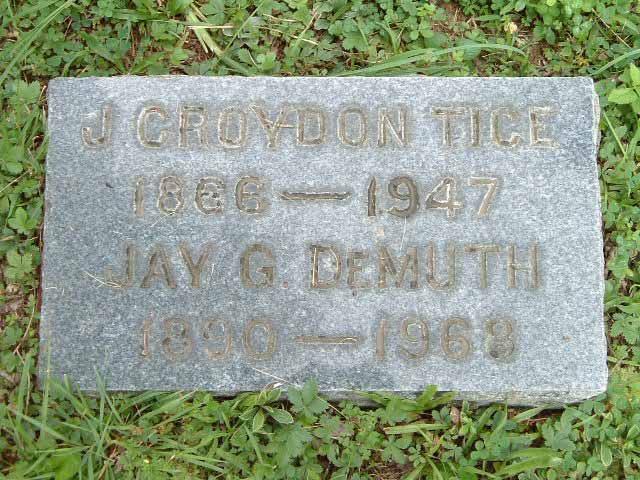 J CROYDON TICE
1866 — 1947
JAY G. DEMUTH
1890 — 1968